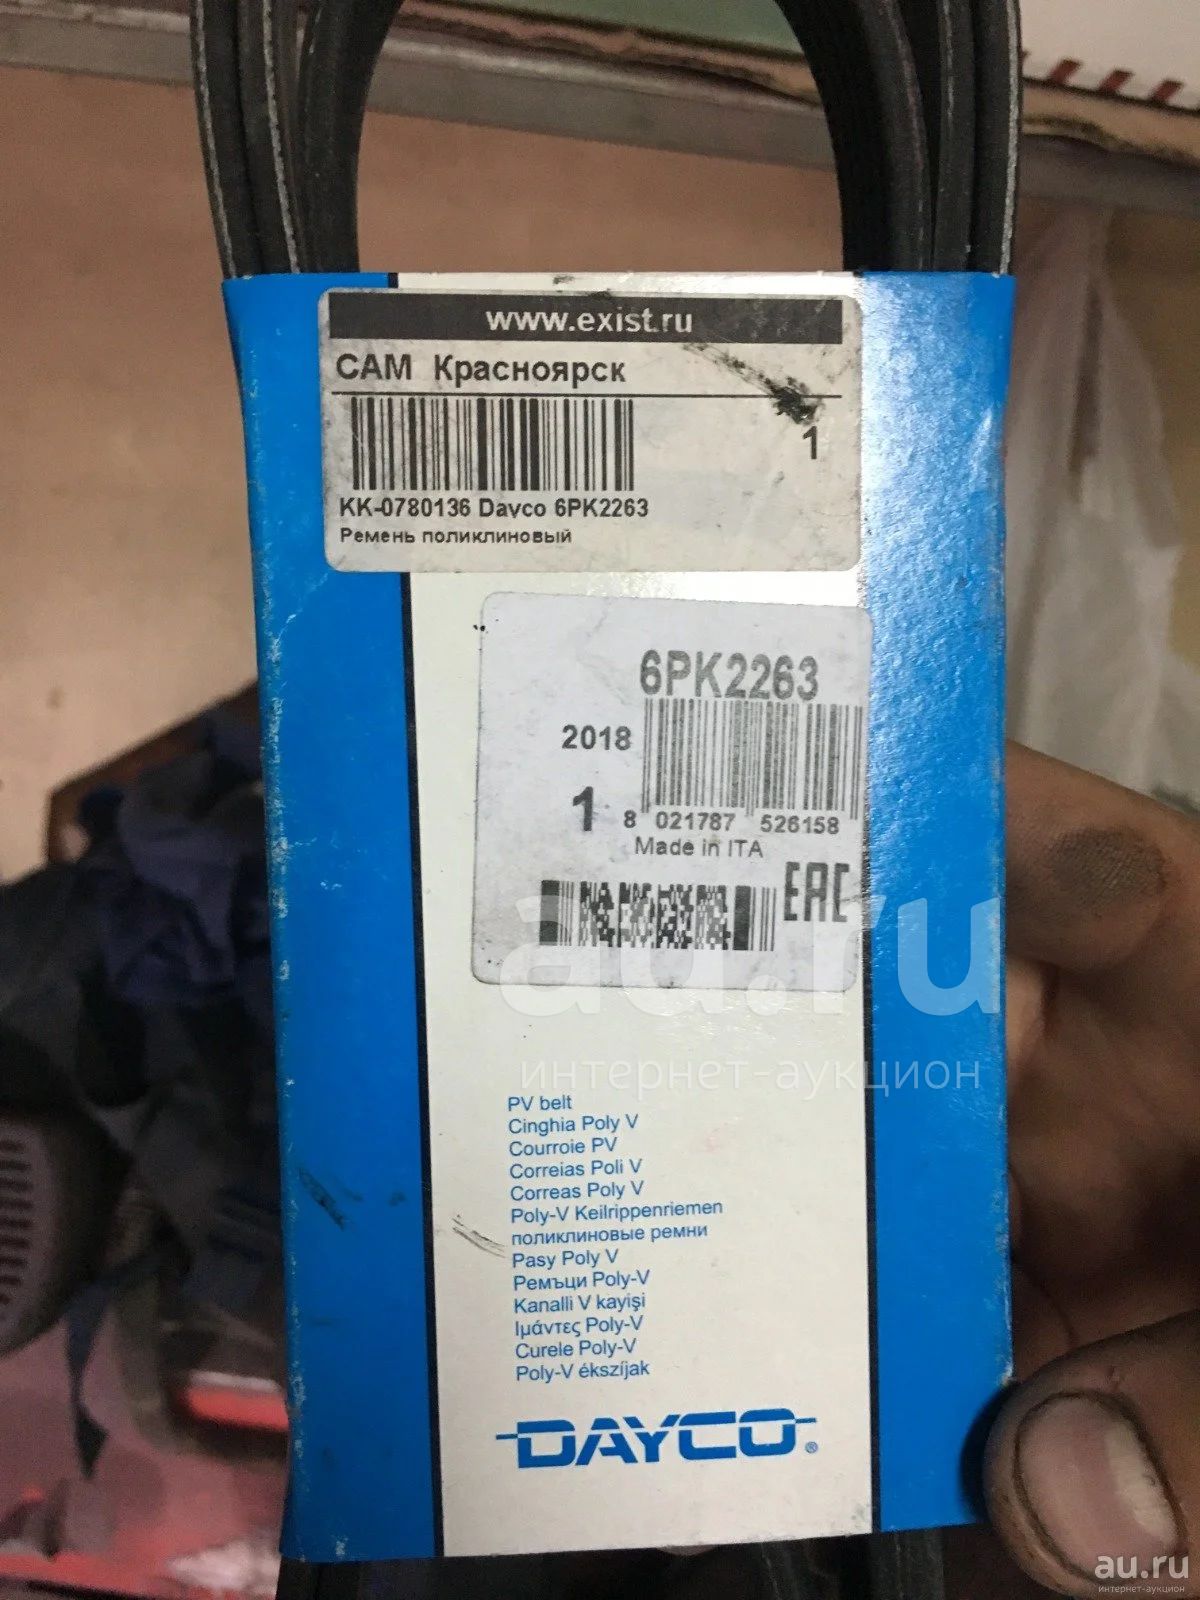 www.exist.ru
САМ Красноярск
1
KK-0780136 Dayco 6PK2263
Ремень поликлиновый
6PK2263
2018
1
8 021787 526158
Made in ITA
EAC
au.ru
интернет-аукцион
PV belt
Cinghia Poly V
Courroie PV
Correias Poli V
Correas Poly V
Poly-V Keilrippenriemen
поликлиновые ремни
Pasy Poly V
Ремъци Poly-V
Kanalli V kayişi
Ιμάντες Poly-V
Curele Poly-V
Poly-V ékszíjak
DAYCO®
au.ru
интернет-аукцион